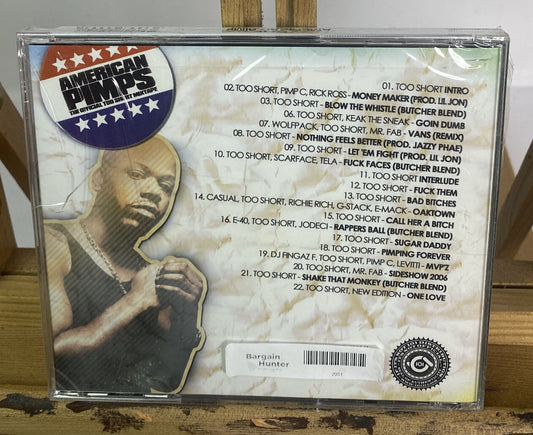 AMERICAN
PIMPS
THE OFFICIAL TOO SHORT MIXTAPE
01. TOO SHORT INTRO
02. TOO SHORT, PIMP C, RICK ROSS - MONEY MAKER (PROD. LIL JON)
03. TOO SHORT - BLOW THE WHISTLE (BUTCHER BLEND)
06. TOO SHORT, KEAK THE SNEAK - GOIN DUMB
07. WOLFPACK, TOO SHORT, MR. FAB - VANS (REMIX)
08. TOO SHORT - NOTHING FEELS BETTER (PROD. JAZZY PHAE)
09. TOO SHORT - LET 'EM FIGHT (PROD. LIL JON)
10. TOO SHORT, SCARFACE, TELA - FUCK FACES (BUTCHER BLEND)
11. TOO SHORT INTERLUDE
12. TOO SHORT - FUCK THEM
13. TOO SHORT - BAD BITCHES
14. CASUAL, TOO SHORT, RICHIE RICH, G-STACK, E-MACK - OAKTOWN
15. TOO SHORT - CALL HER A BITCH
16. E-40, TOO SHORT, JODECI - RAPPERS BALL (BUTCHER BLEND)
17. TOO SHORT - SUGAR DADDY
18. TOO SHORT - PIMPING FOREVER
19. DJ FINGAZ F. TOO SHORT, PIMP C, LEVITTI - MVP'Z
20. TOO SHORT, MR. FAB - SIDESHOW 2006
21. TOO SHORT - SHAKE THAT MONKEY (BUTCHER BLEND)
22. TOO SHORT, NEW EDITION - ONE LOVE
Bargain
Hunter
2051